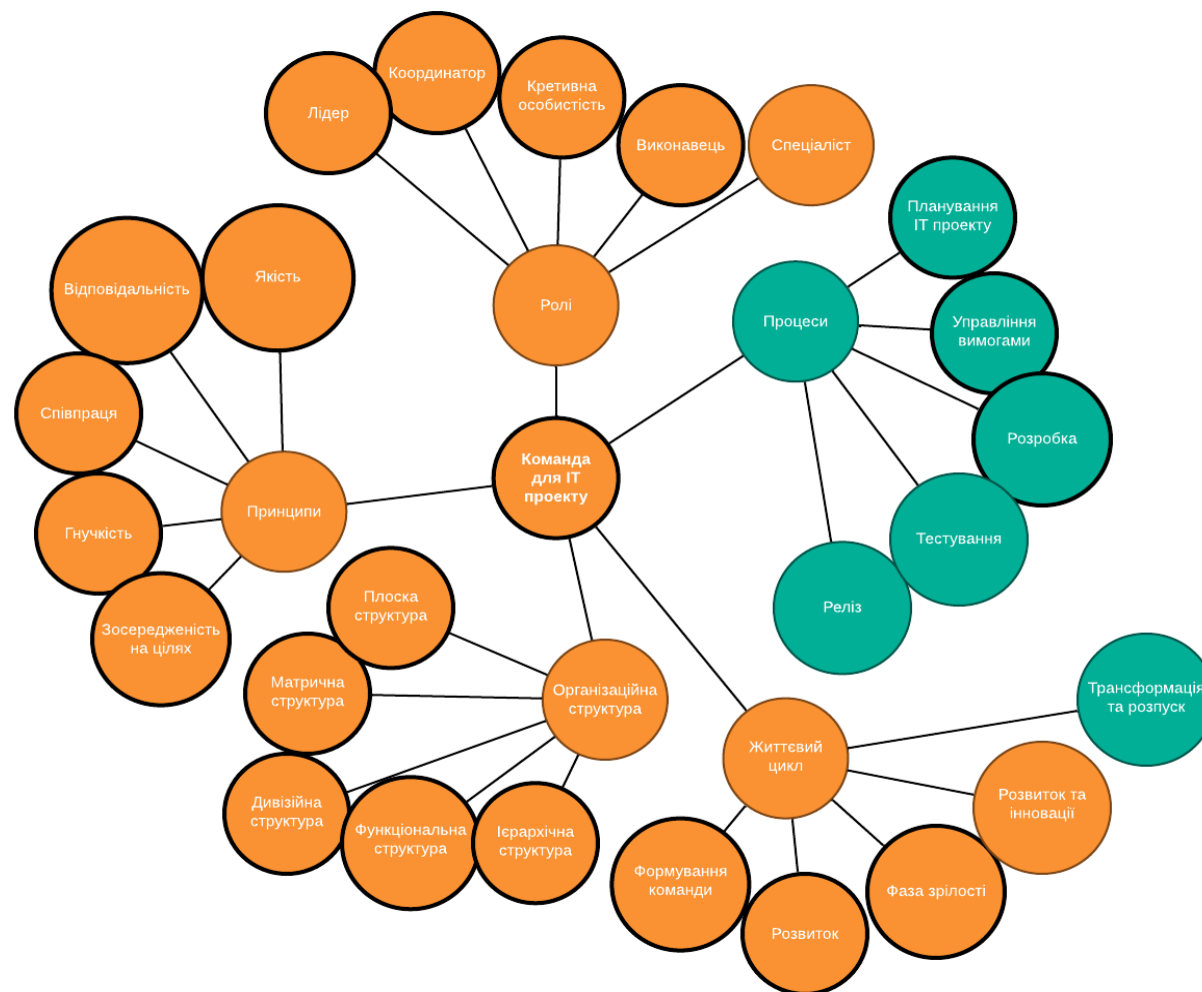 Координатор
Лідер
Кретивна
особистість
Виконавець
Спеціаліст
Ролі
Планування
ІТ проекту
Процеси
Управління
вимогами
Розробка
Тестування
Реліз
Якість
Відповідальність
Співпраця
Гнучкість
Зосередженість
на цілях
Принципи
Команда
для ІТ
проекту
Плоска
структура
Матрична
структура
Дивізійна
структура
Функціональна
структура
Ієрархічна
структура
Організаційна
структура
Життєвий
цикл
Трансформація
та розпуск
Розвиток та
інновації
Фаза зрілості
Розвиток
Формування
команди